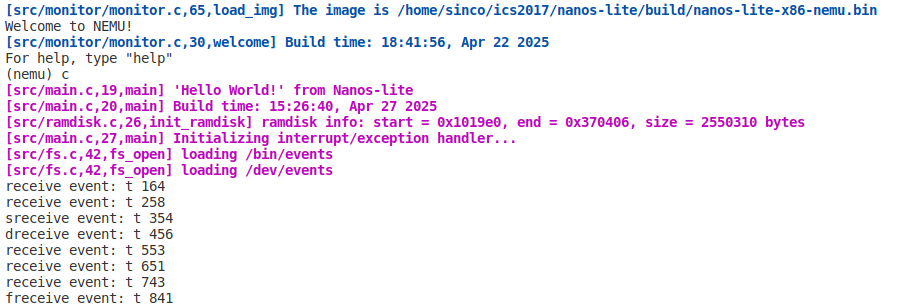 [src/monitor/monitor.c,65,load_img] The image is /home/sinco/ics2017/nanos-lite/build/nanos-lite-x86-nemu.bin
Welcome to NEMU!
[src/monitor/monitor.c,30,welcome] Build time: 18:41:56, Apr 22 2025
For help, type "help"
(nemu) c
[src/main.c,19,main] 'Hello World!' from Nanos-lite
[src/main.c,20,main] Build time: 15:26:40, Apr 27 2025
[src/ramdisk.c,26,init_ramdisk] ramdisk info: start = 0x1019e0, end = 0x370406, size = 2550310 bytes
[src/main.c,27,main] Initializing interrupt/exception handler...
[src/fs.c,42,fs_open] loading /bin/events
[src/fs.c,42,fs_open] loading /dev/events
receive event: t 164
receive event: t 258
sreceive event: t 354
dreceive event: t 456
receive event: t 553
receive event: t 651
receive event: t 743
freceive event: t 841